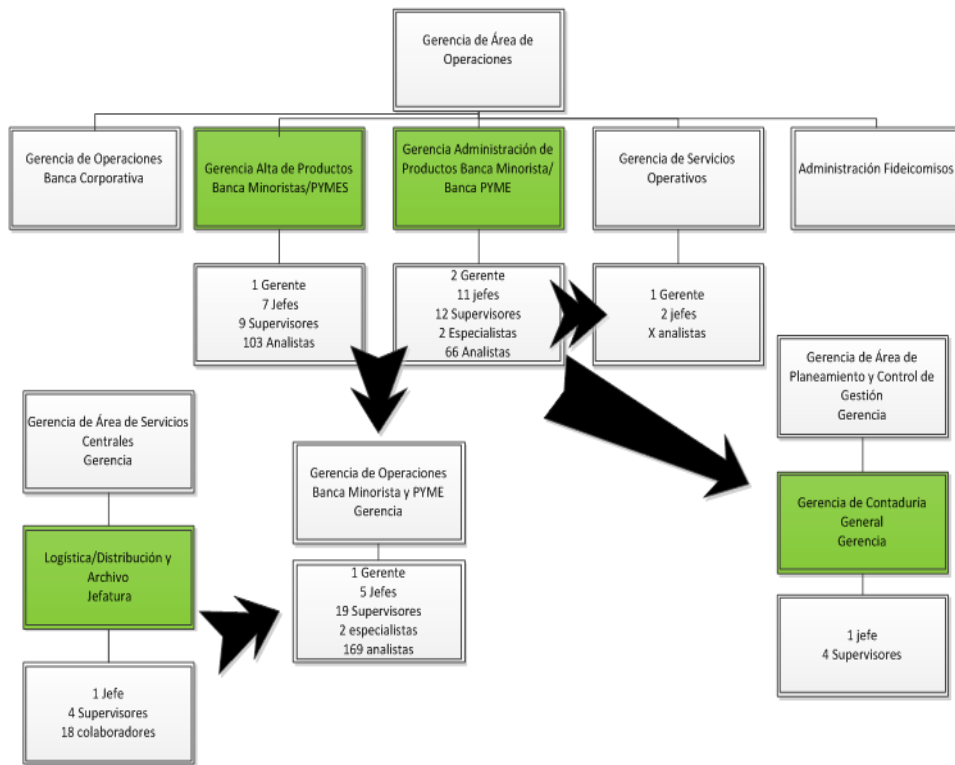 Gerencia de Área de
Operaciones
Gerencia de Operaciones
Banca Corporativa
Gerencia Alta de Productos
Banca Minoristas/PYMES
Gerencia Administración de
Productos Banca Minorista/
Banca PYME
Gerencia de Servicios
Operativos
Administración Fideicomisos
1 Gerente
7 Jefes
9 Supervisores
103 Analistas
2 Gerente
11 jefes
12 Supervisores
2 Especialistas
66 Analistas
1 Gerente
2 jefes
X analistas
Gerencia de Área de
Planeamiento y Control de
Gestión
Gerencia
Gerencia de Área de Servicios
Centrales
Gerencia
Gerencia de Operaciones
Banca Minorista y PYME
Gerencia
Gerencia de Contaduría
General
Gerencia
Logística/Distribución y
Archivo
Jefatura
1 Gerente
5 Jefes
19 Supervisores
2 especialistas
169 analistas
1 jefe
4 Supervisores
1 Jefe
4 Supervisores
18 colaboradores